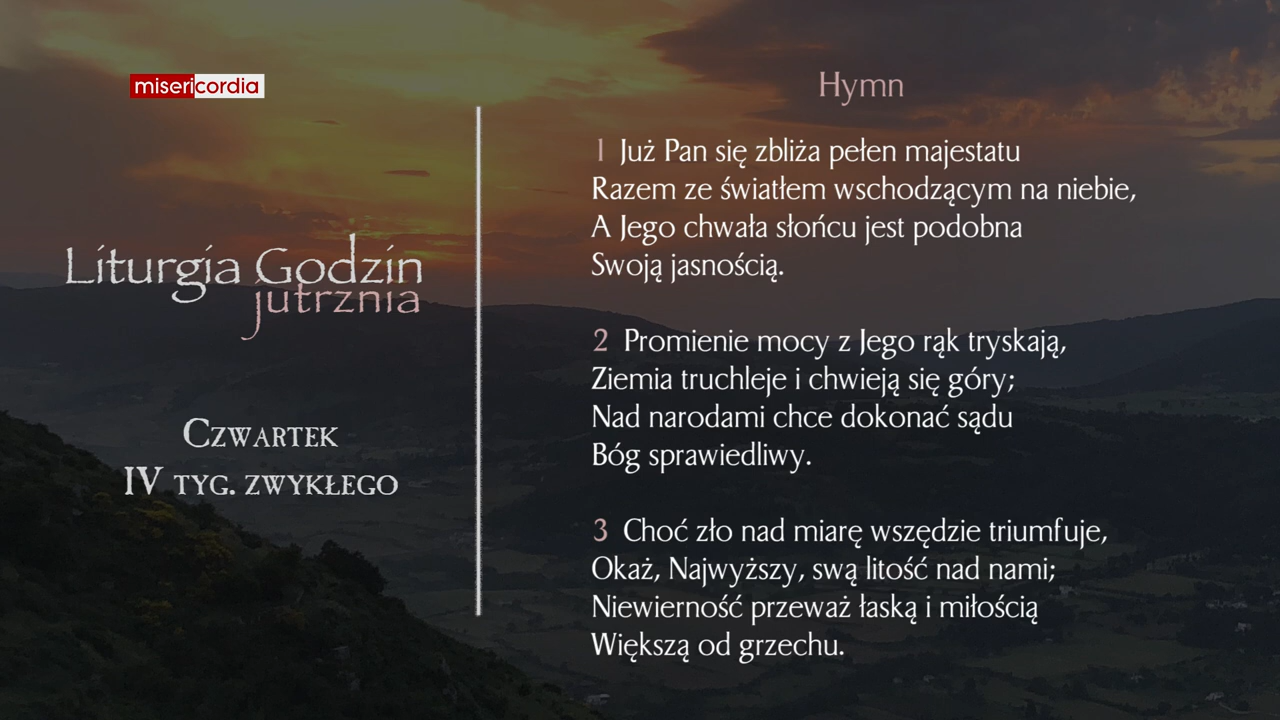 misericordia
Liturgia Godzin
jutrznia
Czwartek
IV tyg. zwykłego
Hymn
1 Już Pan się zbliża pełen majestatu
Razem ze światłem wschodzącym na niebie,
A Jego chwała słońcu jest podobna
Swoją jasnością.
2 Promienie mocy z Jego rąk tryskają,
Ziemia truchleje i chwieją się góry;
Nad narodami chce dokonać sądu
Bóg sprawiedliwy.
3 Choć zło nad miarę wszędzie triumfuje,
Okaż, Najwyższy, swą litość nad nami;
Niewierność przeważ łaską i miłością
Większą od grzechu.